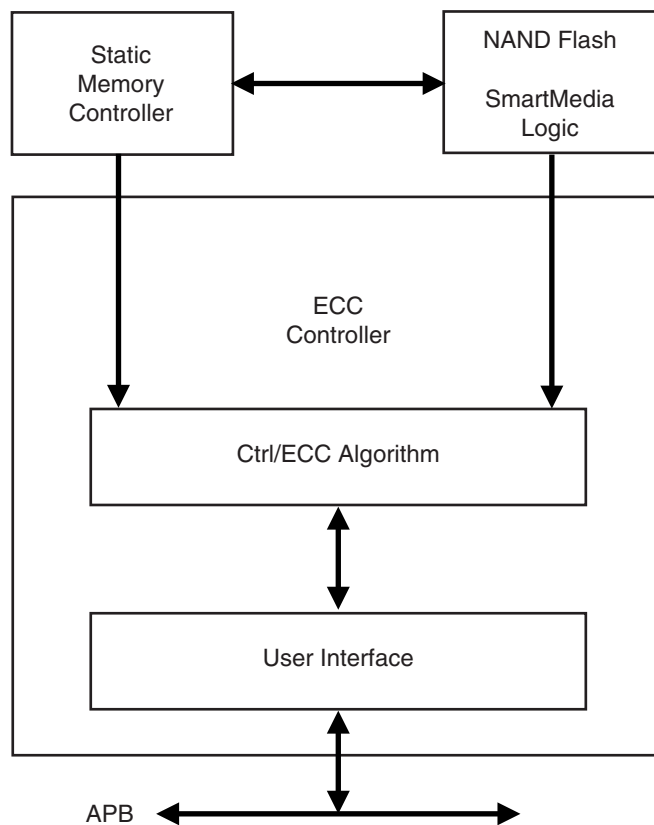 Static
Memory
Controller
NAND Flash
SmartMedia
Logic
ECC
Controller
Ctrl/ECC Algorithm
User Interface
APB